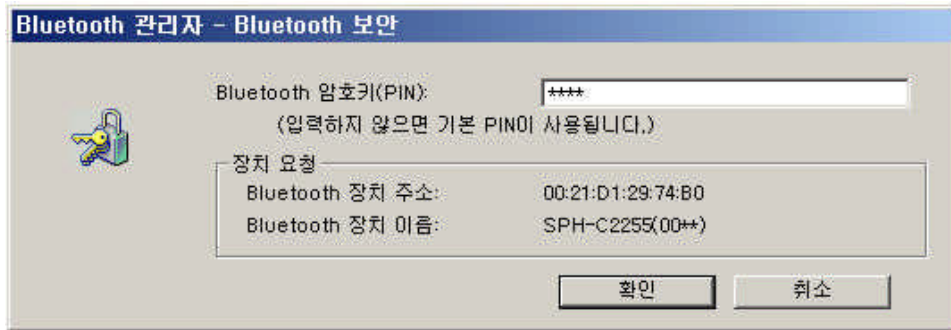 Bluetooth 관리자 - Bluetooth 보안
Bluetooth 암호키(PIN): ****
(입력하지 않으면 기본 PIN이 사용됩니다.)
장치 요청
Bluetooth 장치 주소: 00:21:D1:29:74:B0
Bluetooth 장치 이름: SPH-C2255(00**)
확인 취소